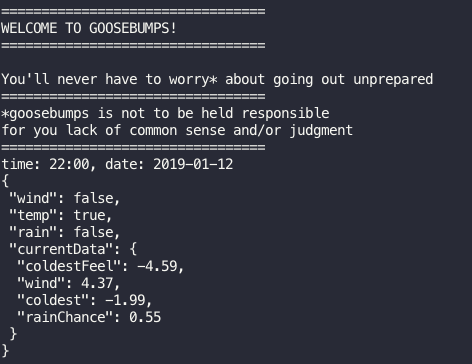 =================================
WELCOME TO GOOSEBUMPS!
=================================
You'll never have to worry* about going out unprepared
=================================
*goosebumps is not to be held responsible
for you lack of common sense and/or judgment
=================================
time: 22:00, date: 2019-01-12
{
 "wind": false,
 "temp": true,
 "rain": false,
 "currentData": {
  "coldestFeel": -4.59,
  "wind": 4.37,
  "coldest": -1.99,
  "rainChance": 0.55
 }
}